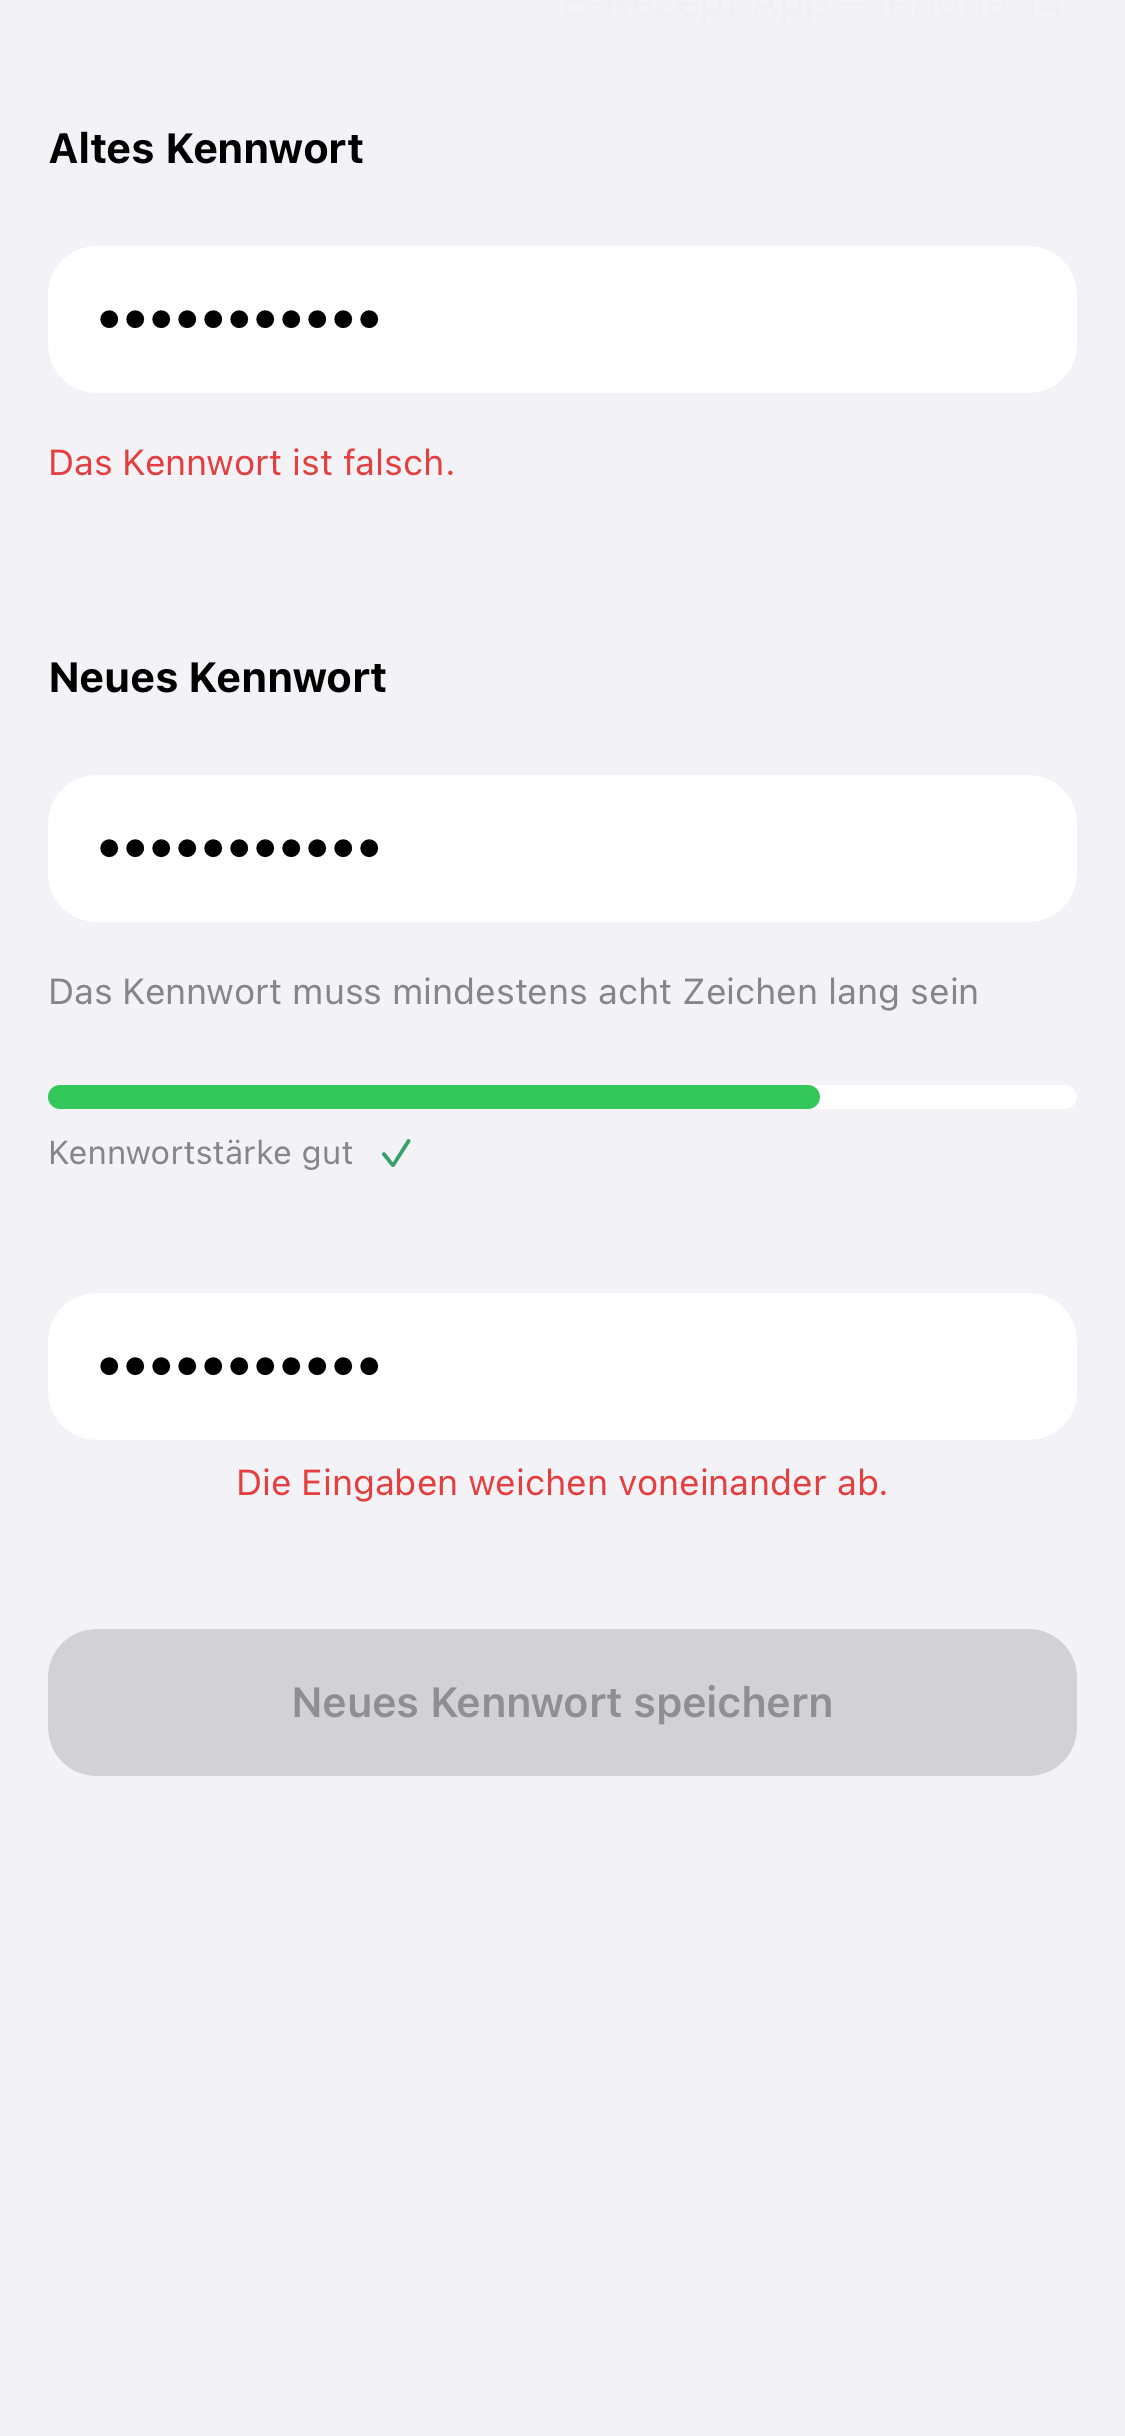 E-Rezept App – iPhone 14
Altes Kennwort
•••••••••••
Das Kennwort ist falsch.
Neues Kennwort
•••••••••••
Das Kennwort muss mindestens acht Zeichen lang sein
Kennwortstärke gut
•••••••••••
Die Eingaben weichen voneinander ab.
Neues Kennwort speichern